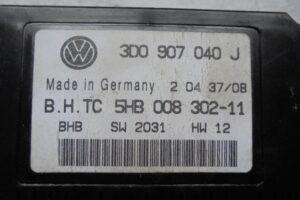 3D0 907 040 J
Made in Germany 2 04 37/08
B.H.TC 5HB 008 302-11
BHB SW 2031 HW 12